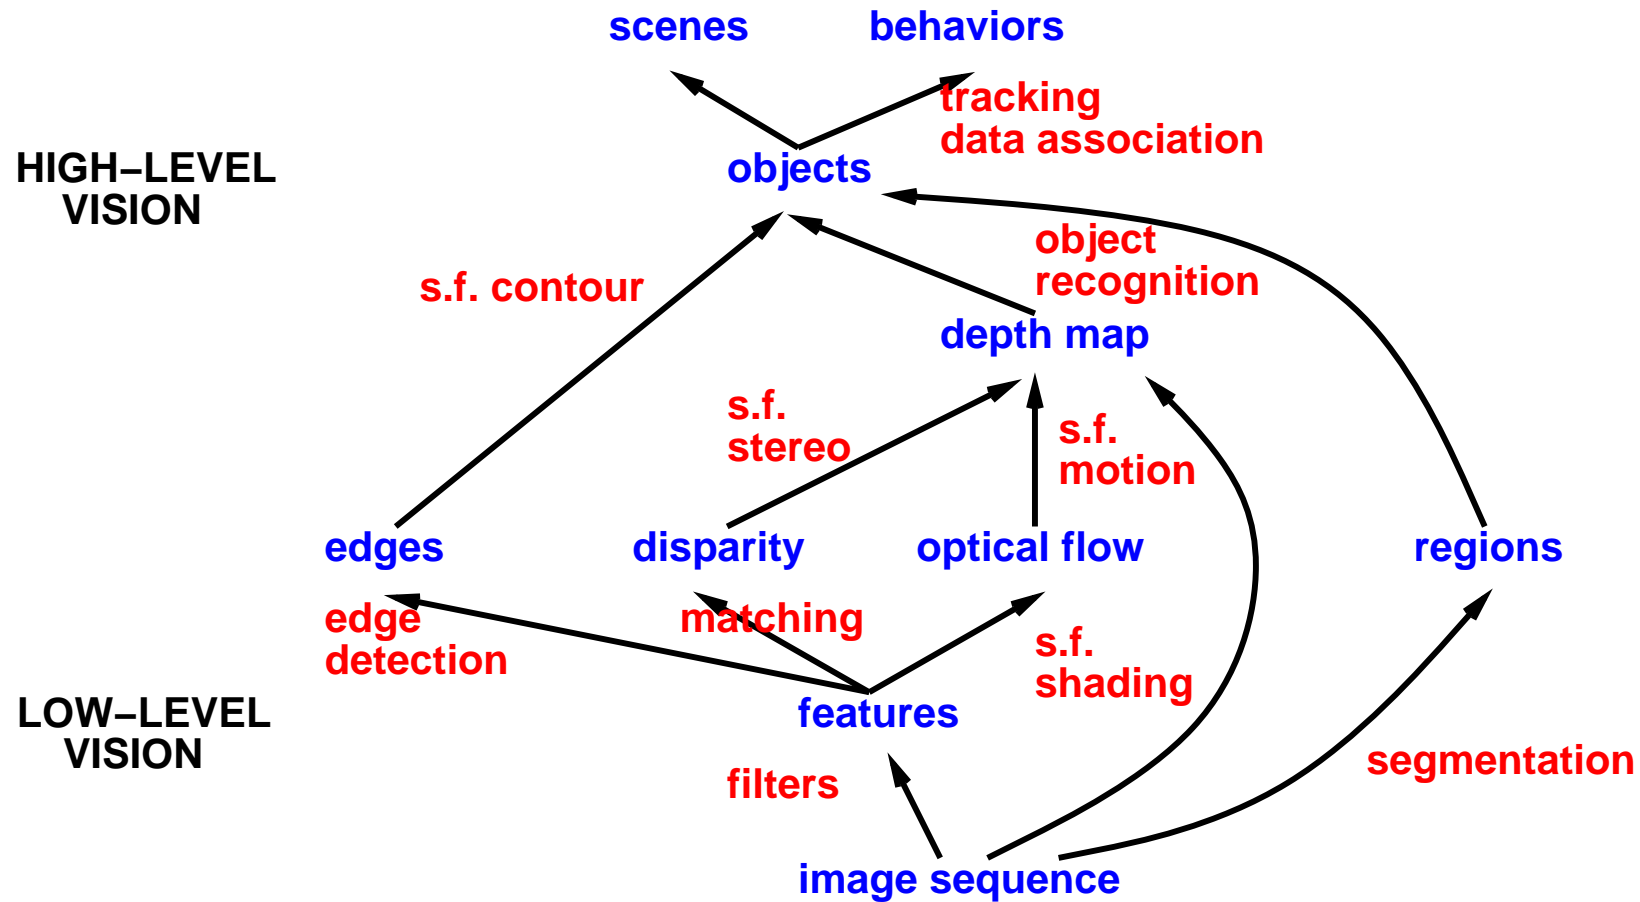 scenes behaviors
tracking
data association
HIGH–LEVEL
VISION
objects
object
recognition
s.f. contour
depth map
s.f.
stereo
s.f.
motion
edges disparity optical flow regions
edge
detection
matching
s.f.
shading
LOW–LEVEL
VISION
features
filters
segmentation
image sequence